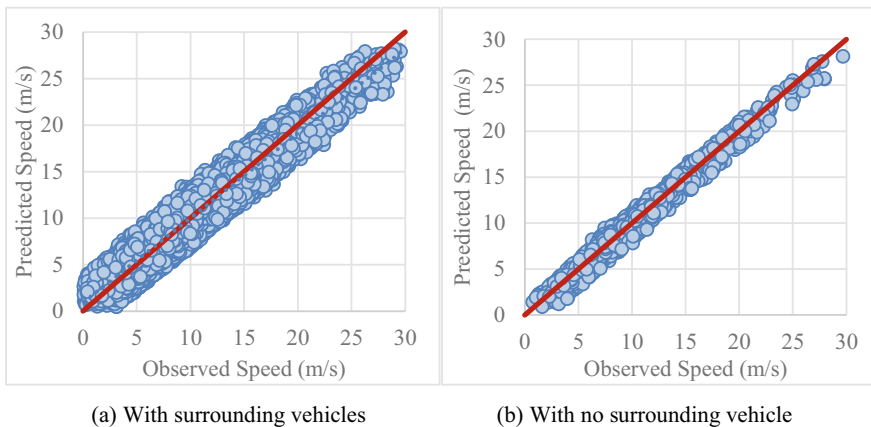 30
25
20
15
10
5
0
Preedicted Speed (m/s)
0 5 10 15 20 25 30
Observed Speed (m/s)
(a) With surrounding vehicles
30
25
20
15
10
5
0
Preedicted Speed (m/s)
0 5 10 15 20 25 30
Observed Speed (m/s)
(b) With no surrounding vehicle